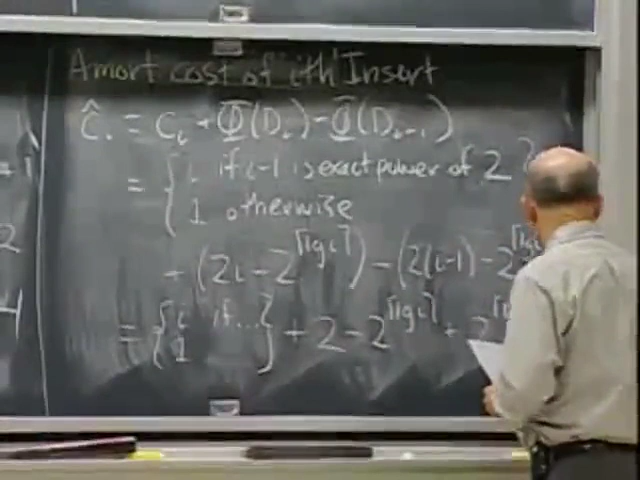 Amort cost of ith Insert
ĉᵢ = cᵢ + Φ(Dᵢ) - Φ(Dᵢ₋₁)
= { i if i-1 is exact power of 2 }
{ 1 otherwise
+ (2i - 2^⌈lg i⌉) - (2(i-1) - 2^⌈lg
= { i if... } + 2 - 2^⌈lg i⌉ + 2^⌈
1